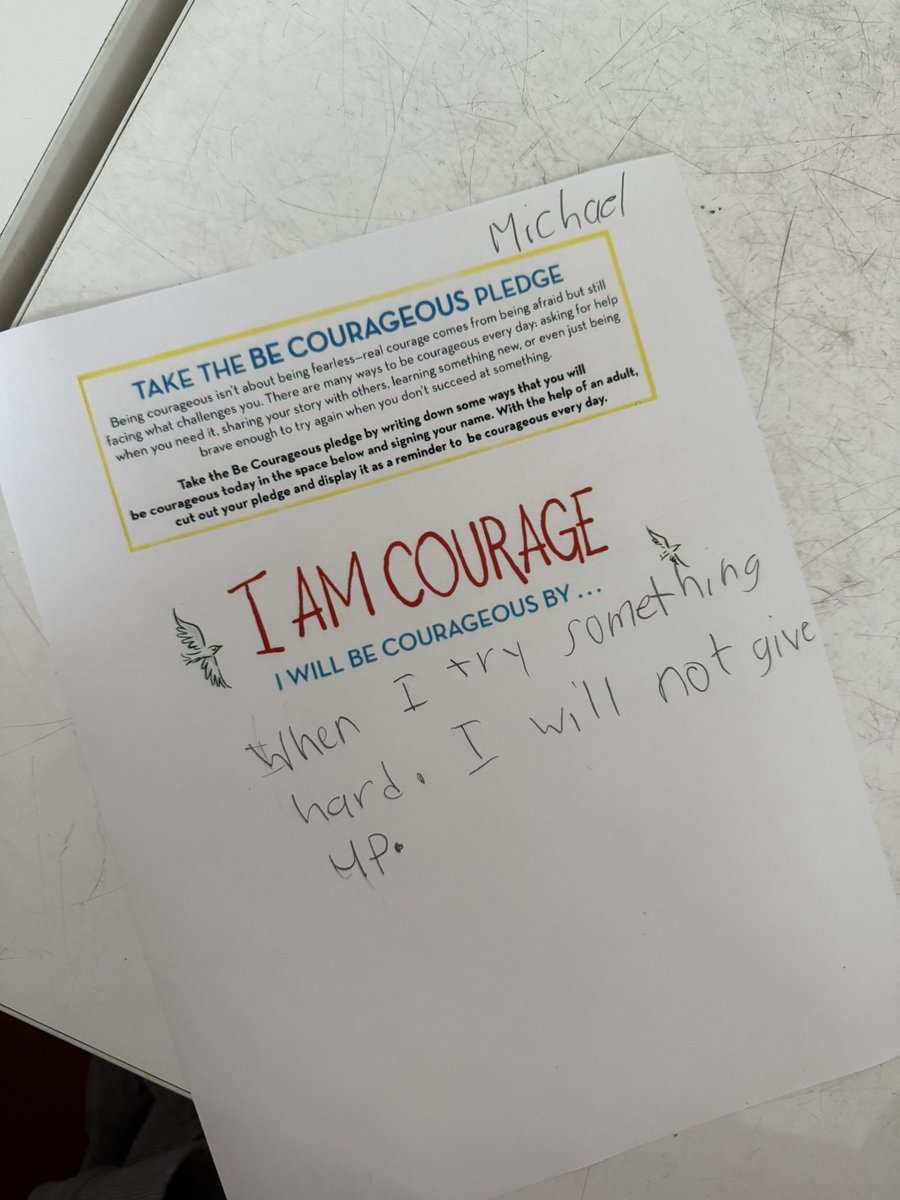 Michael
TAKE THE BE COURAGEOUS PLEDGE
Being courageous isn't about being fearless—real courage comes from being afraid but still
facing what challenges you. There are many ways to be courageous every day: asking for help
when you need it, sharing your story with others, learning something new, or even just being
brave enough to try again when you don't succeed at something.
Take the Be Courageous pledge by writing down some ways that you will
be courageous today in the space below and signing your name. With the help of an adult,
cut out your pledge and display it as a reminder to be courageous every day.
I AM COURAGE
I WILL BE COURAGEOUS BY ...
When I try something
hard. I will not give
up.